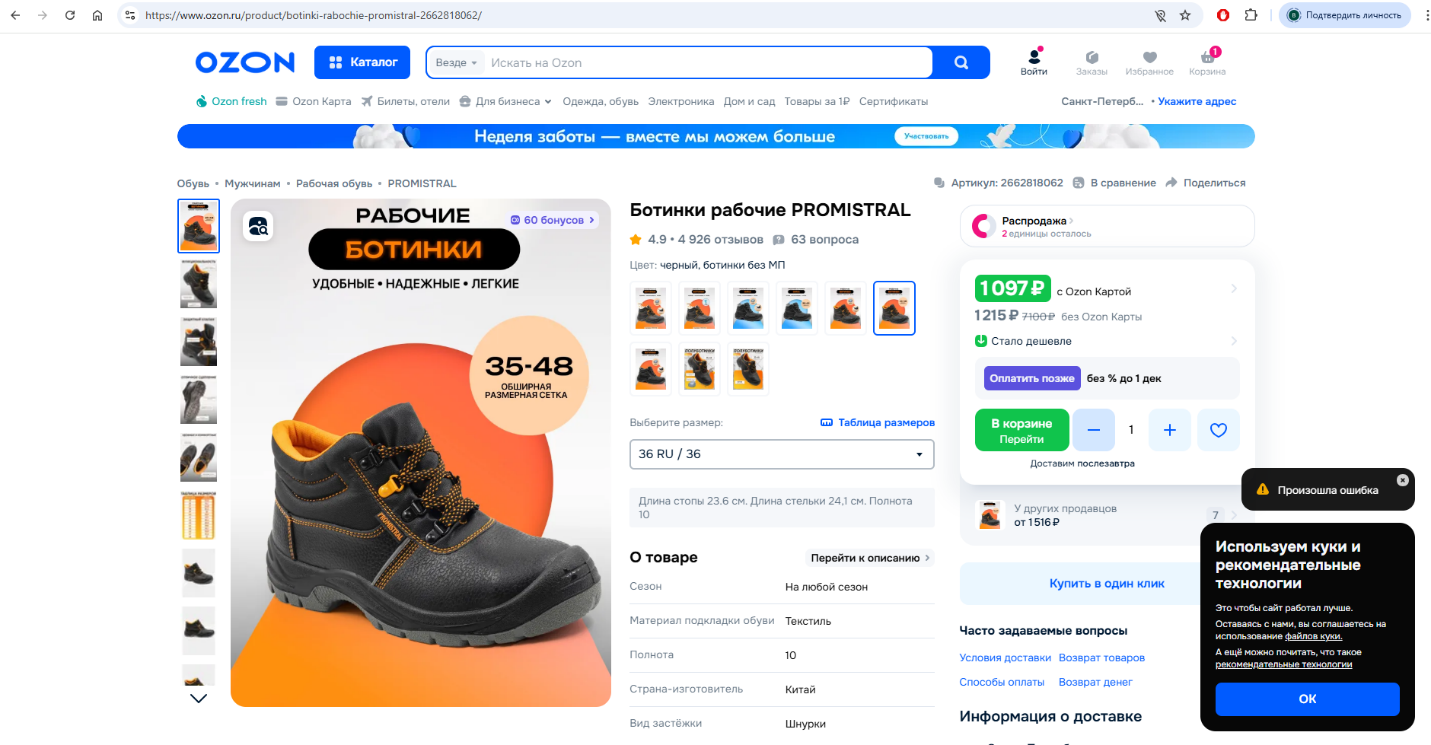 https://www.ozon.ru/product/botinki-rabochie-promistral-2662818062/
Подтвердить личность
OZON
Каталог
Везде
Искать на Ozon
Войти
Заказы
Избранное
1
Корзина
Ozon fresh
Ozon Карта
Билеты, отели
Для бизнеса
Одежда, обувь
Электроника
Дом и сад
Товары за 1₽
Сертификаты
Санкт-Петерб...
• Укажите адрес
Неделя заботы — вместе мы можем больше
Участвовать
Обувь • Мужчинам • Рабочая обувь • PROMISTRAL
Артикул: 2662818062
В сравнение
Поделиться
РАБОЧИЕ
60 бонусов
БОТИНКИ
УДОБНЫЕ • НАДЕЖНЫЕ • ЛЕГКИЕ
35-48
ОБШИРНАЯ
РАЗМЕРНАЯ СЕТКА
PROMISTRAL
Ботинки рабочие PROMISTRAL
4.9 • 4 926 отзывов
63 вопроса
Цвет: черный, ботинки без МП
Выберите размер:
Таблица размеров
36 RU / 36
Длина стопы 23.6 см. Длина стельки 24,1 см. Полнота
10
О товаре
Перейти к описанию
Сезон
На любой сезон
Материал подкладки обуви
Текстиль
Полнота
10
Страна-изготовитель
Китай
Вид застёжки
Шнурки
Распродажа
2 единицы осталось
1 097 ₽ с Ozon Картой
1 215 ₽ 7 100 ₽ без Ozon Карты
Стало дешевле
Оплатить позже без % до 1 дек
В корзине
Перейти
1
Доставим послезавтра
У других продавцов
от 1 516 ₽
7
Купить в один клик
Часто задаваемые вопросы
Условия доставки
Возврат товаров
Способы оплаты
Возврат денег
Информация о доставке
Произошла ошибка
Используем куки и
рекомендательные
технологии
Это чтобы сайт работал лучше.
Оставаясь с нами, вы соглашаетесь на
использование файлов куки.
А ещё можно почитать, что такое
рекомендательные технологии
ОК